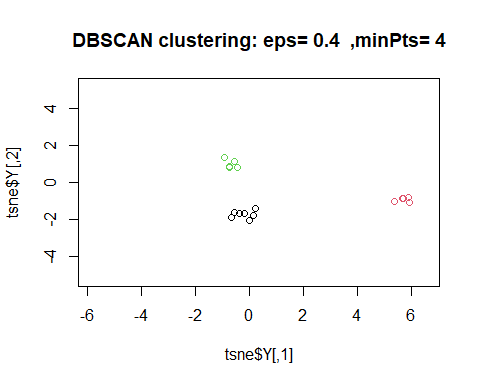 DBSCAN clustering: eps= 0.4  ,minPts= 4
tsne$Y[,2]
4
2
0
-2
-4
-6 -4 -2 0 2 4 6
tsne$Y[,1]